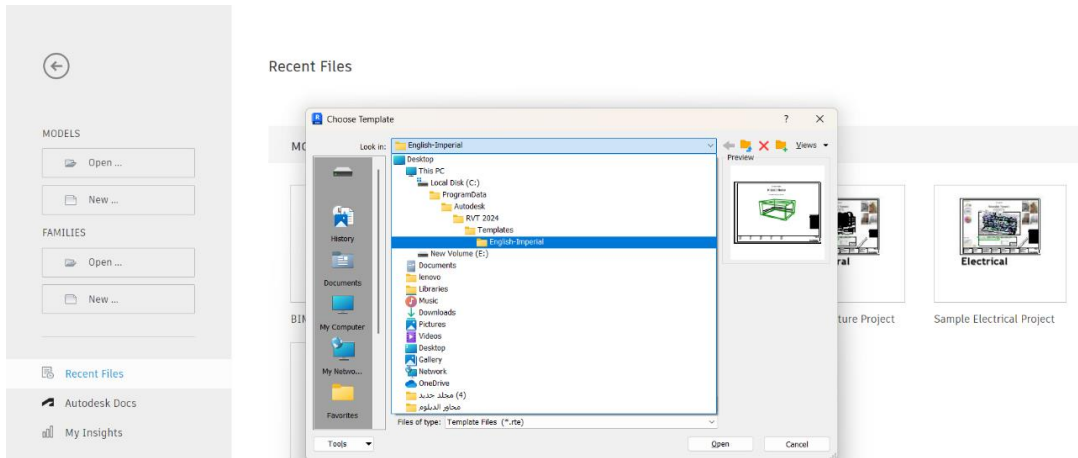 Recent Files
MODELS
Open ...
New ...
FAMILIES
Open ...
New ...
Recent Files
Autodesk Docs
My Insights
Choose Template
Look in:
English-Imperial
Views
Preview
Desktop
This PC
Local Disk (C:)
ProgramData
Autodesk
RVT 2024
Templates
English-Imperial
New Volume (E:)
Documents
lenovo
Libraries
Music
Downloads
Pictures
Videos
Desktop
Gallery
Network
OneDrive
مجلد جديد (4)
محاور الدبلوم
History
Documents
My Computer
My Netwo...
Favorites
Files of type: Template Files (*.rte)
Tools
Open
Cancel
MO
BIM
ral
ture Project
Electrical
Sample Electrical Project